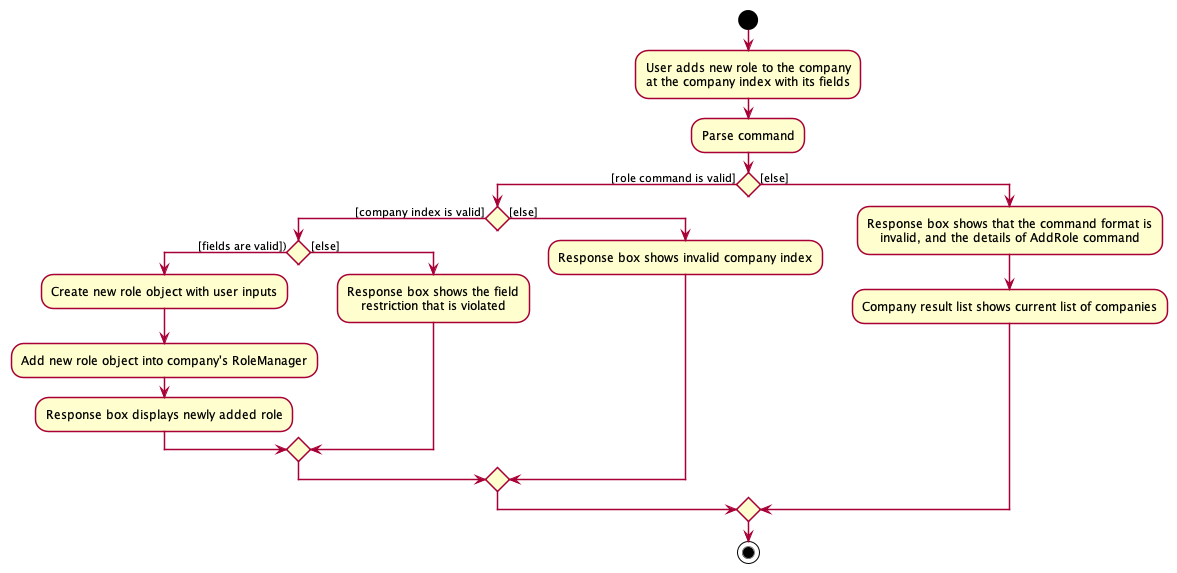 User adds new role to the company
at the company index with its fields
Parse command
[role command is valid]
[else]
[company index is valid]
[else]
Response box shows that the command format is
invalid, and the details of AddRole command
[fields are valid])
[else]
Response box shows invalid company index
Create new role object with user inputs
Response box shows the field
restriction that is violated
Company result list shows current list of companies
Add new role object into company's RoleManager
Response box displays newly added role